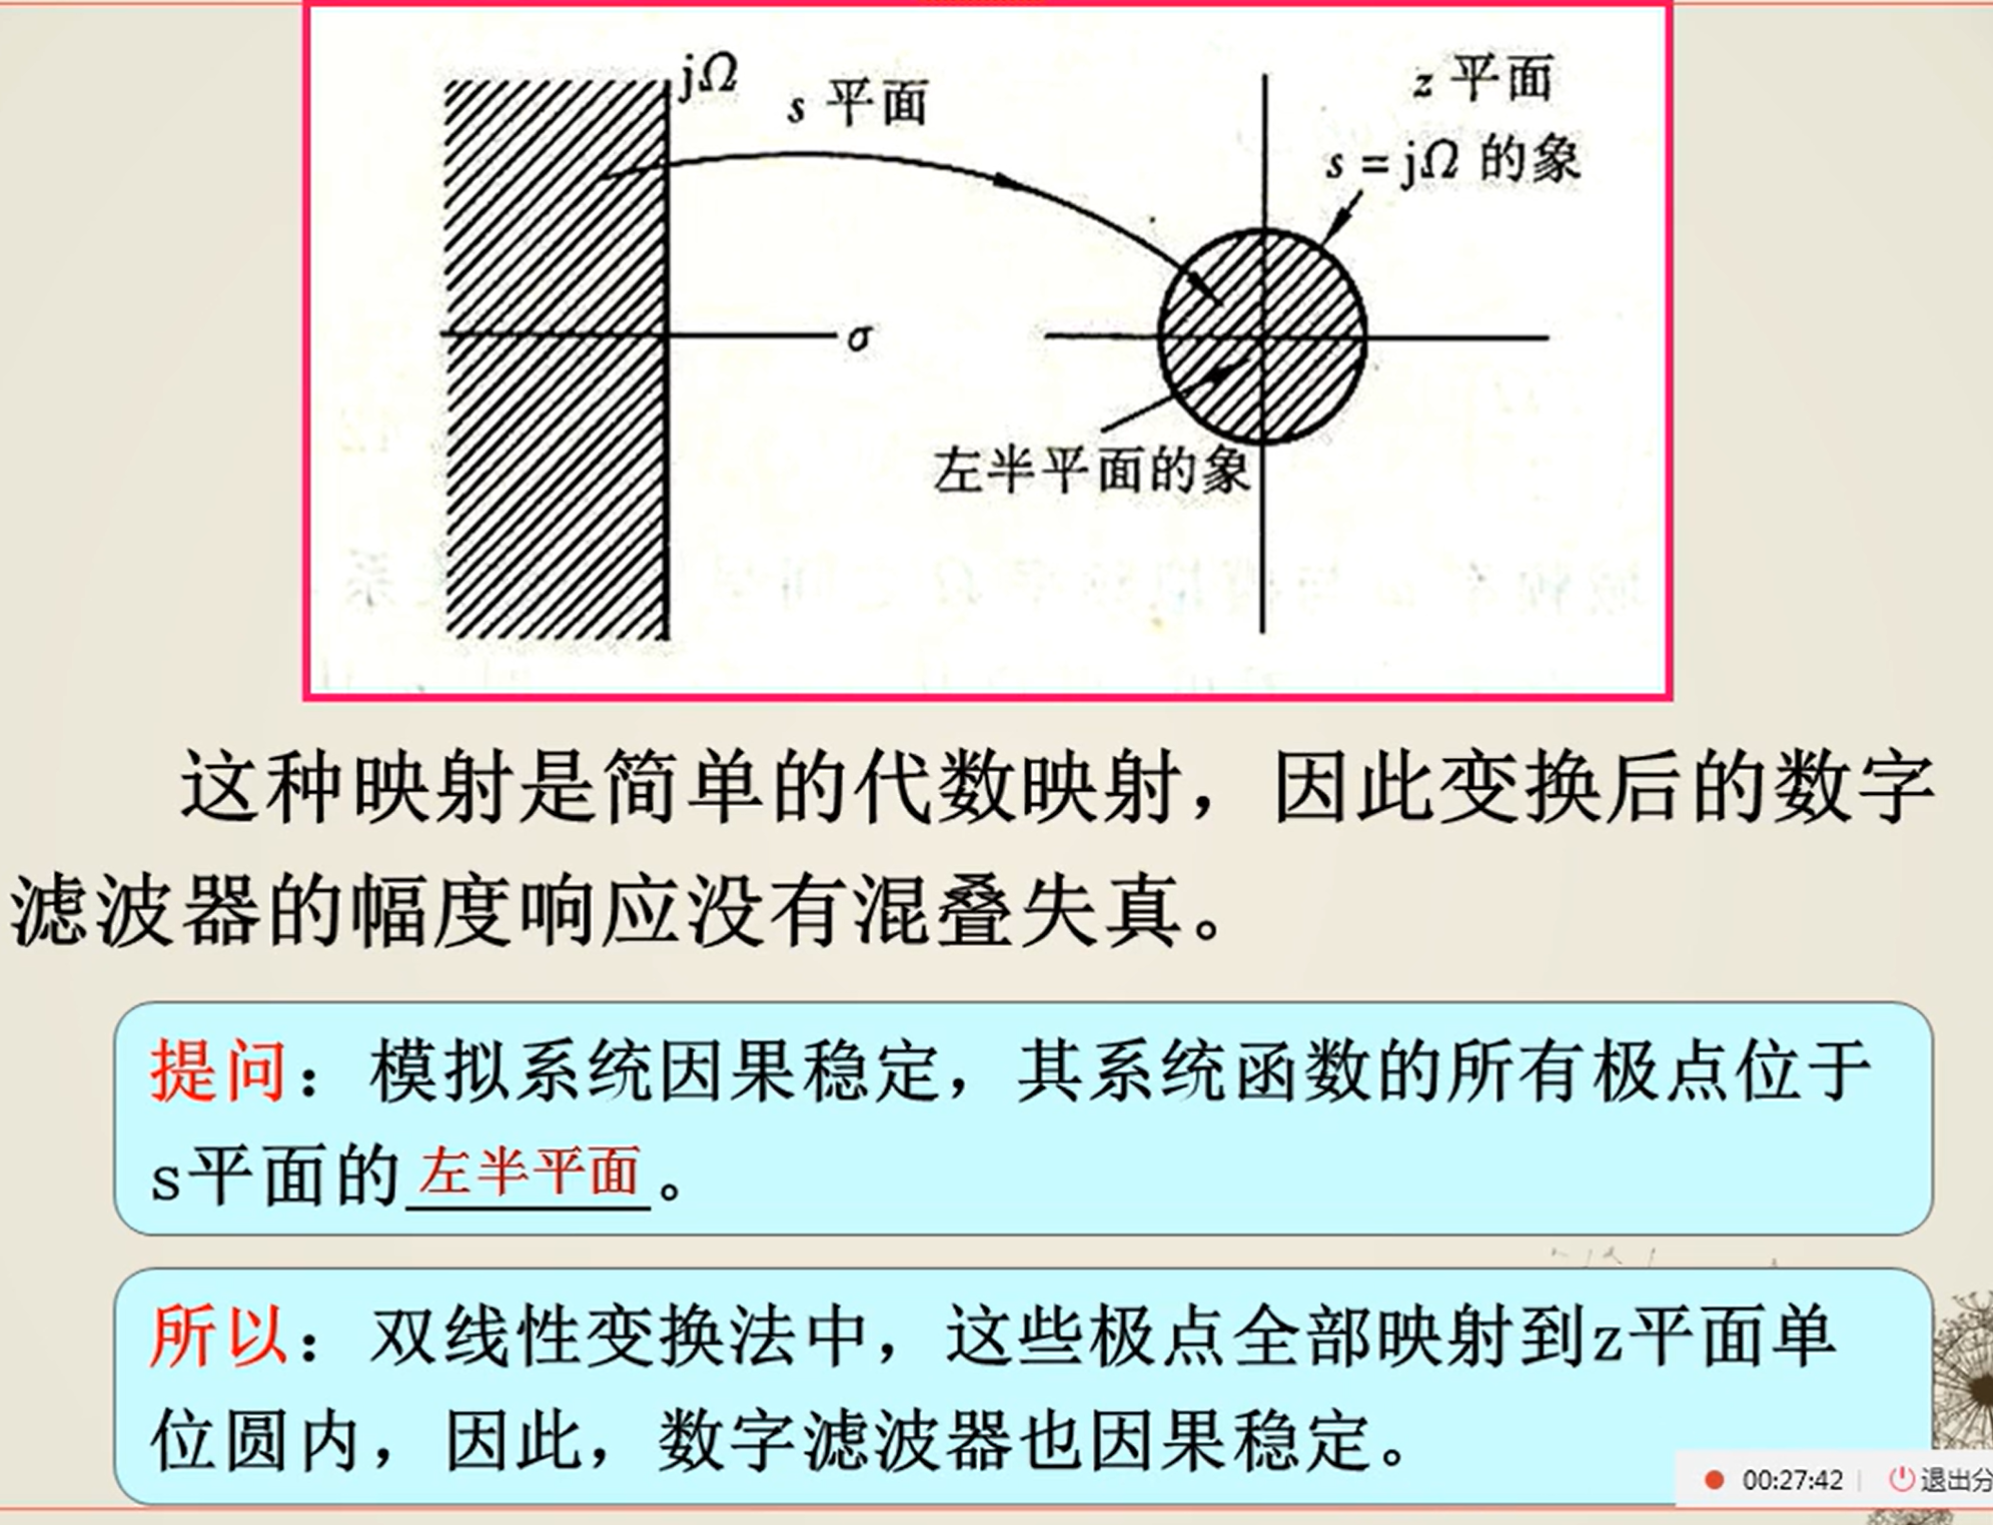 jΩ
s 平面
z 平面
s = jΩ 的象
σ
左半平面的象
这种映射是简单的代数映射，因此变换后的数字
滤波器的幅度响应没有混叠失真。
提问：模拟系统因果稳定，其系统函数的所有极点位于
s平面的左半平面。
所以：双线性变换法中，这些极点全部映射到z平面单
位圆内，因此，数字滤波器也因果稳定。
00:27:42
退出分